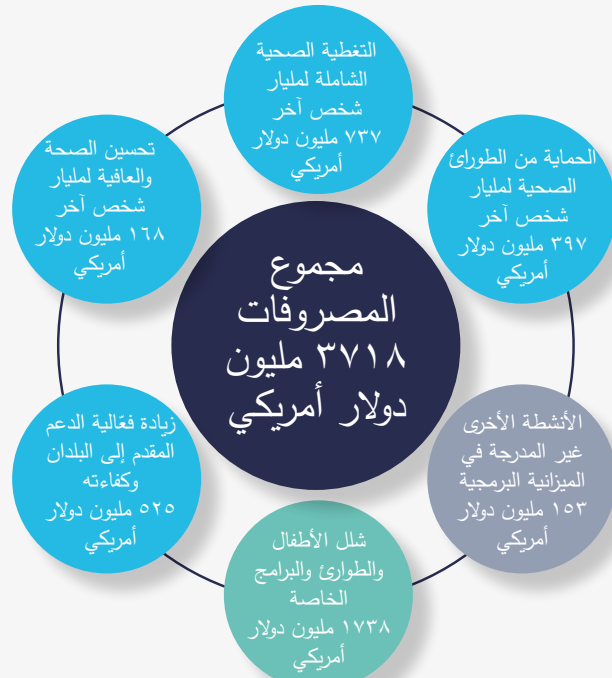 التغطية الصحية
الشاملة لمليار
شخص آخر
٧٣٧ مليون دولار
أمريكي
الحماية من الطورائ
الصحية لمليار
شخص آخر
٣٩٧ مليون دولار
أمريكي
تحسين الصحة
والعافية لمليار
شخص آخر
١٦٨ مليون دولار
أمريكي
مجموع
المصروفات
٣٧١٨ مليون
دولار أمريكي
الأنشطة الأخرى
غير المدرجة في
الميزانية البرمجية
١٥٣ مليون دولار
أمريكي
زيادة فعّالية الدعم
المقدم إلى البلدان
وكفاءته
٥٢٥ مليون دولار
أمريكي
شلل الأطفال
والطوارئ والبرامج
الخاصة
١٧٣٨ مليون دولار
أمريكي